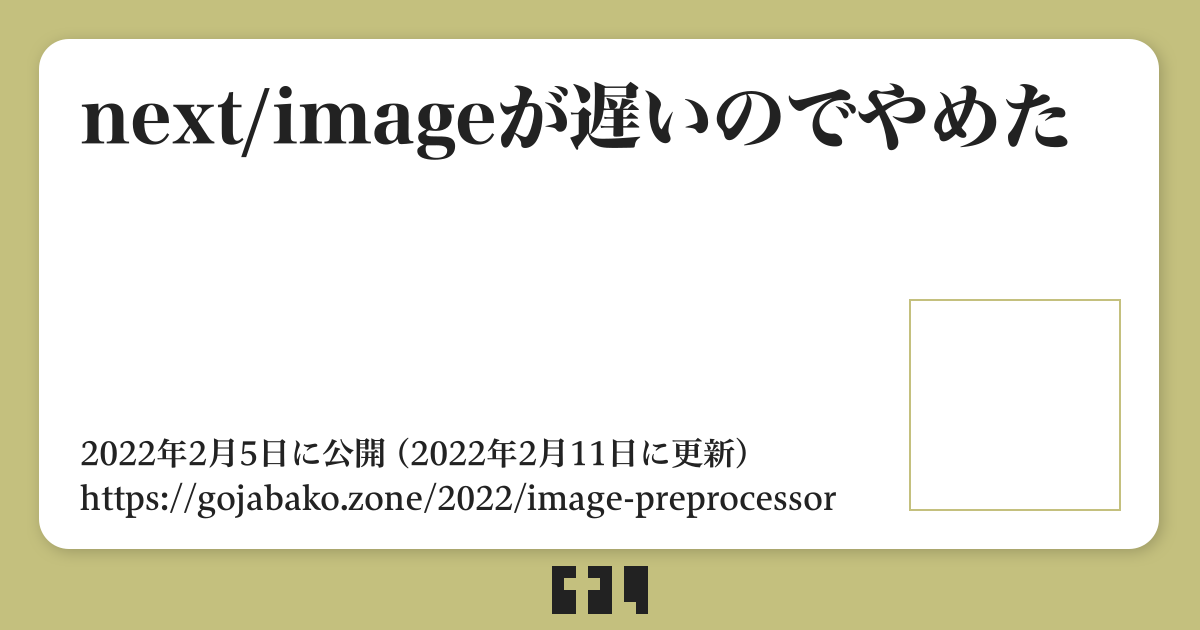 next/imageが遅いのでやめた
2022年2月5日に公開（2022年2月11日に更新）
https://gojabako.zone/2022/image-preprocessor